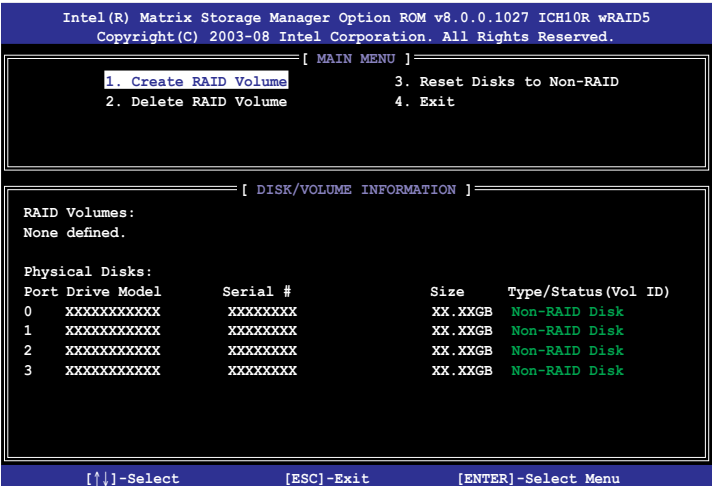 Intel(R) Matrix Storage Manager Option ROM v8.0.0.1027 ICH10R wRAID5
Copyright(C) 2003-08 Intel Corporation. All Rights Reserved.
[ MAIN MENU ]
1. Create RAID Volume 3. Reset Disks to Non-RAID
2. Delete RAID Volume 4. Exit
[ DISK/VOLUME INFORMATION ]
RAID Volumes:
None defined.
Physical Disks:
Port Drive Model Serial # Size Type/Status(Vol ID)
0 XXXXXXXXXXX XXXXXXXX XX.XXGB Non-RAID Disk
1 XXXXXXXXXXX XXXXXXXX XX.XXGB Non-RAID Disk
2 XXXXXXXXXXX XXXXXXXX XX.XXGB Non-RAID Disk
3 XXXXXXXXXXX XXXXXXXX XX.XXGB Non-RAID Disk
[↑↓]-Select [ESC]-Exit [ENTER]-Select Menu